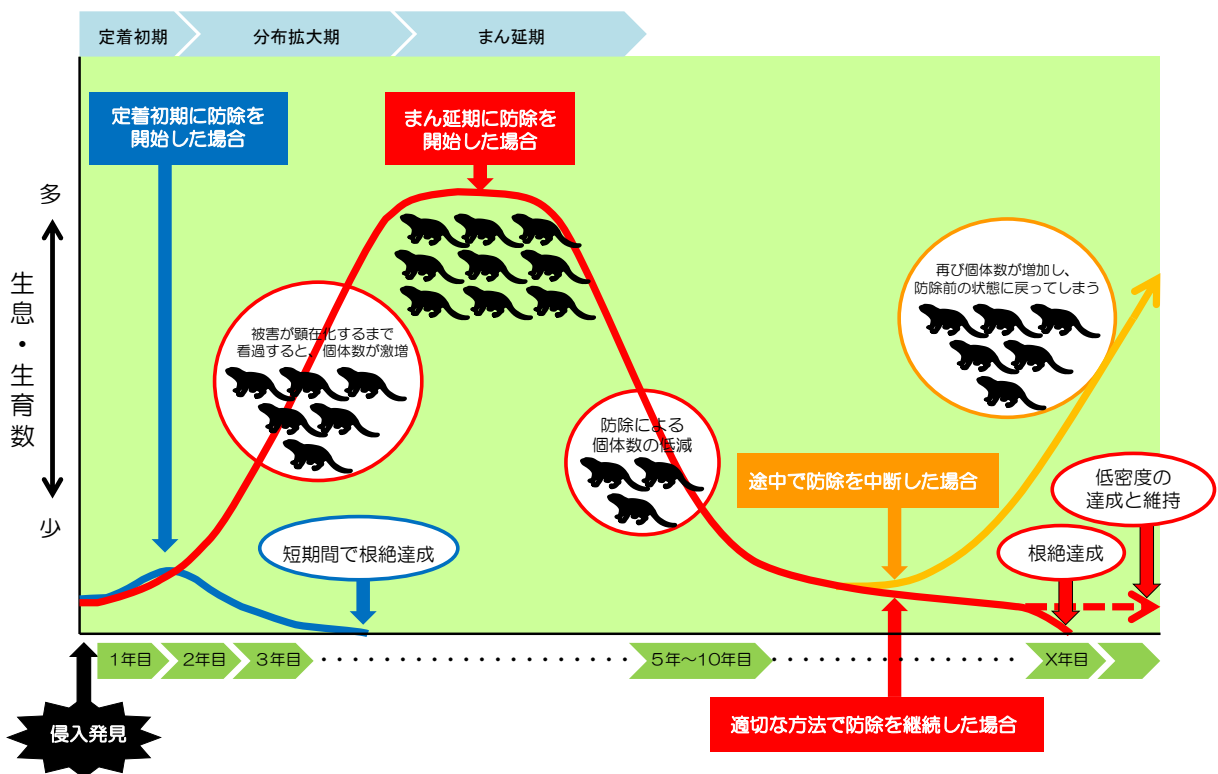 定着初期
分布拡大期
まん延期
定着初期に防除を
開始した場合
まん延期に防除を
開始した場合
多
生息・生育数
少
被害が顕在化するまで
看過すると、個体数が激増
再び個体数が増加し、
防除前の状態に戻ってしまう
防除による
個体数の低減
途中で防除を中断した場合
低密度の
達成と維持
短期間で根絶達成
根絶達成
1年目
2年目
3年目
5年〜10年目
X年目
侵入発見
適切な方法で防除を継続した場合